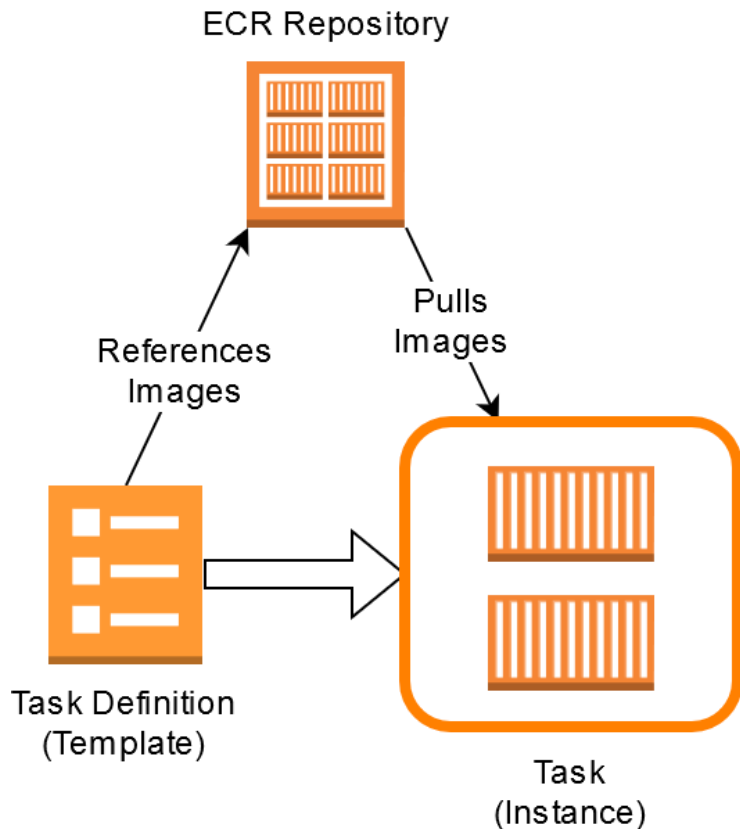 ECR Repository
References
Images
Pulls
Images
Task Definition
(Template)
Task
(Instance)